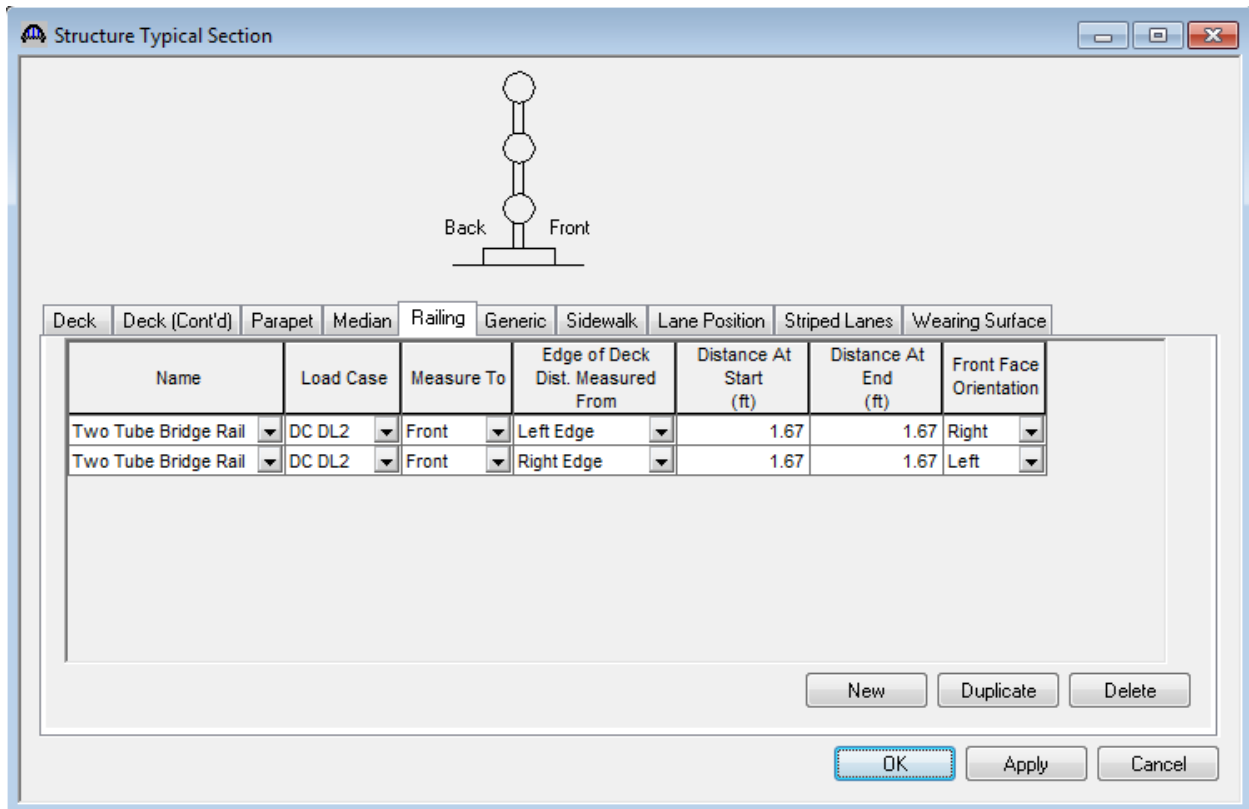 Structure Typical Section
Back Front
Deck Deck (Cont'd) Parapet Median Railing Generic Sidewalk Lane Position Striped Lanes Wearing Surface
Name Load Case Measure To Edge of Deck Dist. Measured From Distance At Start (ft) Distance At End (ft) Front Face Orientation
Two Tube Bridge Rail DC DL2 Front Left Edge 1.67 1.67 Right
Two Tube Bridge Rail DC DL2 Front Right Edge 1.67 1.67 Left
New Duplicate Delete
OK Apply Cancel